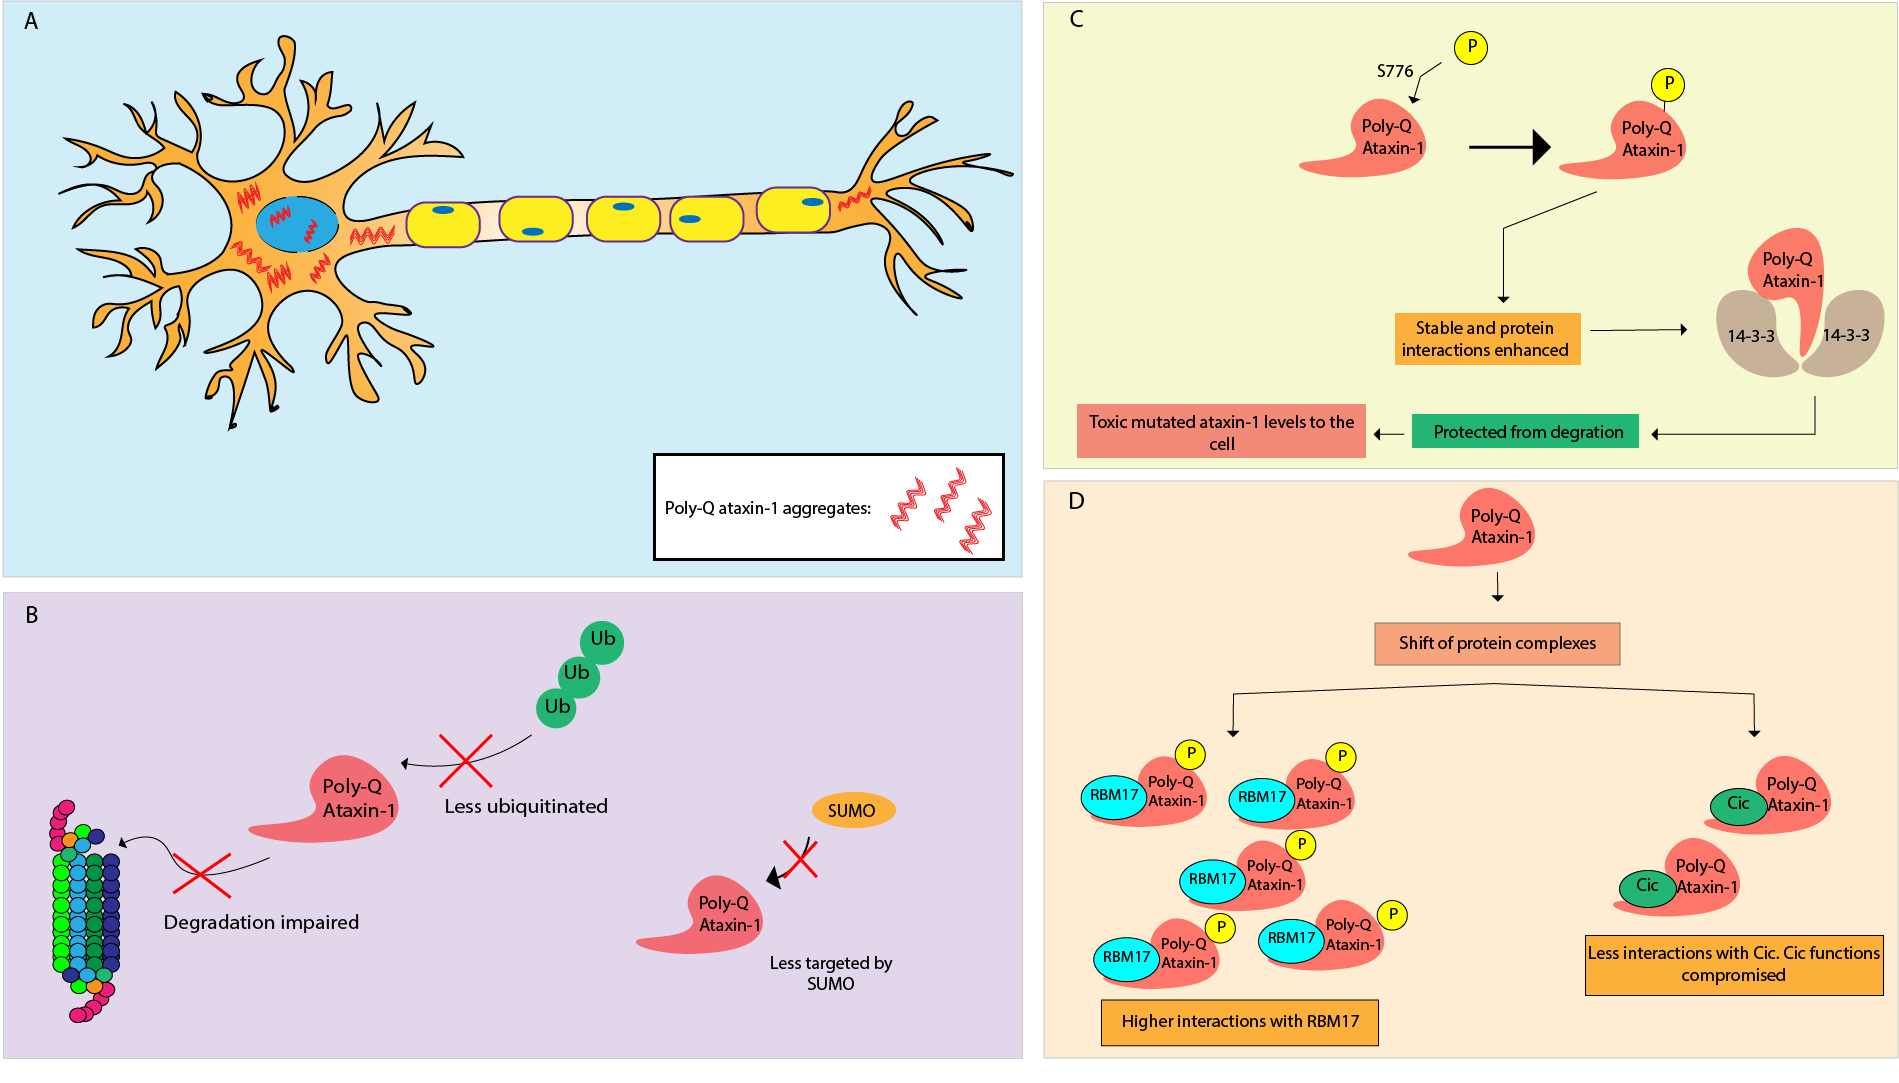 A
Poly-Q ataxin-1 aggregates:
B
Ub
Ub
Ub
Poly-Q
Ataxin-1
Less ubiquitinated
Degradation impaired
SUMO
Poly-Q
Ataxin-1
Less targeted by
SUMO
C
P
S776
Poly-Q
Ataxin-1
P
Poly-Q
Ataxin-1
Stable and protein
interactions enhanced
Poly-Q
Ataxin-1
14-3-3
14-3-3
Protected from degration
Toxic mutated ataxin-1 levels to the
cell
D
Poly-Q
Ataxin-1
Shift of protein complexes
P
RBM17
Poly-Q
Ataxin-1
P
RBM17
Poly-Q
Ataxin-1
P
RBM17
Poly-Q
Ataxin-1
P
RBM17
Poly-Q
Ataxin-1
P
RBM17
Poly-Q
Ataxin-1
Higher interactions with RBM17
Cic
Poly-Q
Ataxin-1
Cic
Poly-Q
Ataxin-1
Less interactions with Cic. Cic functions
compromised